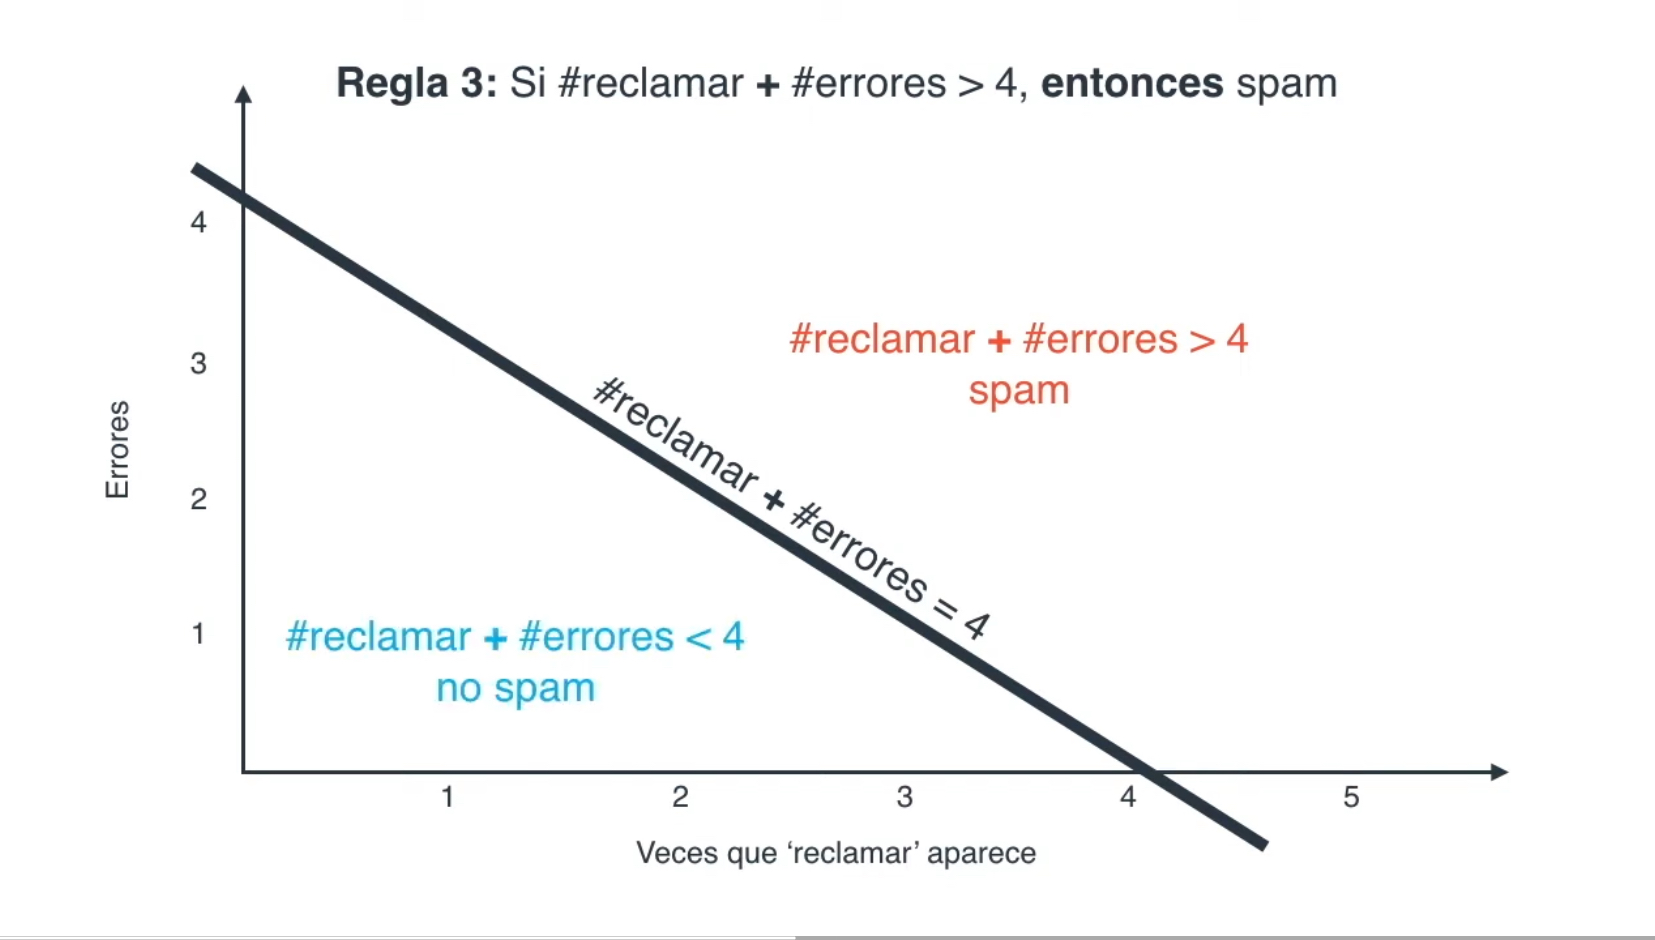 Regla 3: Si #reclamar + #errores > 4, entonces spam
4
3
2
1
Errores
#reclamar + #errores > 4
spam
#reclamar + #errores = 4
#reclamar + #errores < 4
no spam
1 2 3 4 5
Veces que ‘reclamar’ aparece